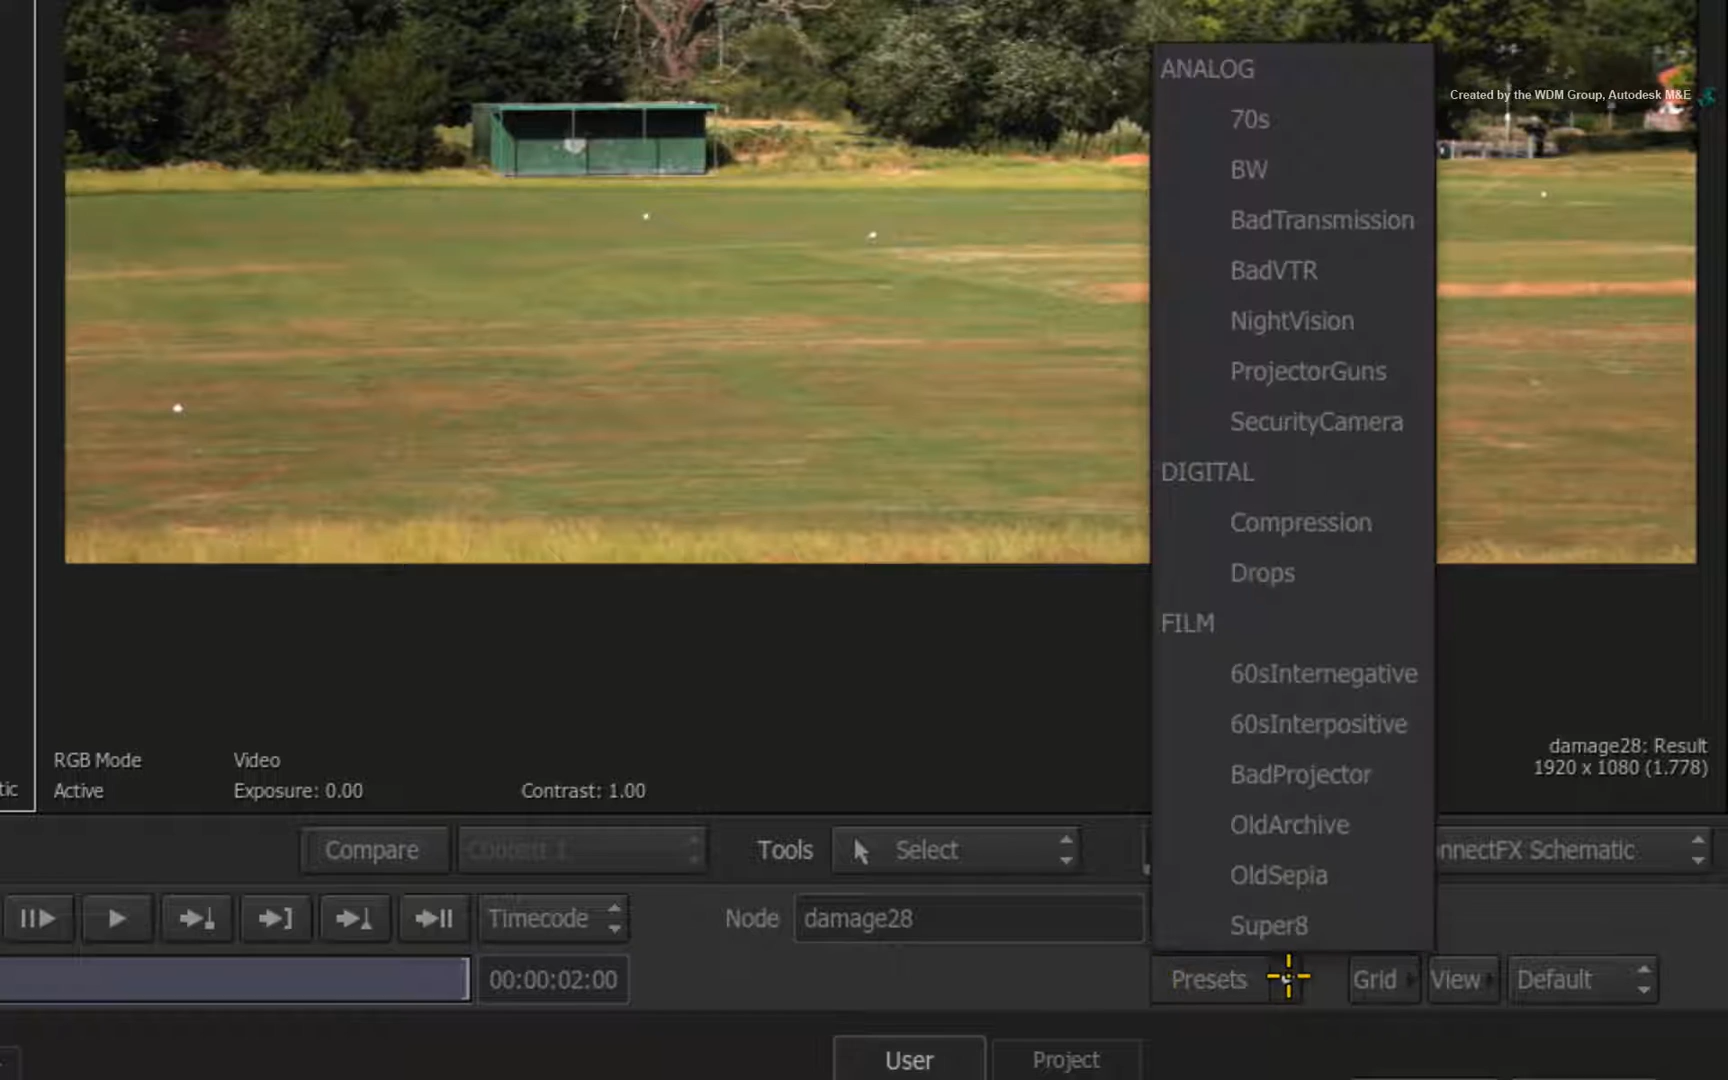 ANALOG
70s
BW
BadTransmission
BadVTR
NightVision
ProjectorGuns
SecurityCamera
DIGITAL
Compression
Drops
FILM
60sInternegative
60sInterpositive
BadProjector
OldArchive
OldSepia
Super8
Created by the WDM Group, Autodesk M&E
RGB Mode
Video
damage28: Result
1920 x 1080 (1.778)
tic
Active
Exposure: 0.00
Contrast: 1.00
Compare
Context 1
Tools
Select
nnectFX Schematic
Timecode
Node
damage28
00:00:02:00
Presets
Grid
View
Default
User
Project